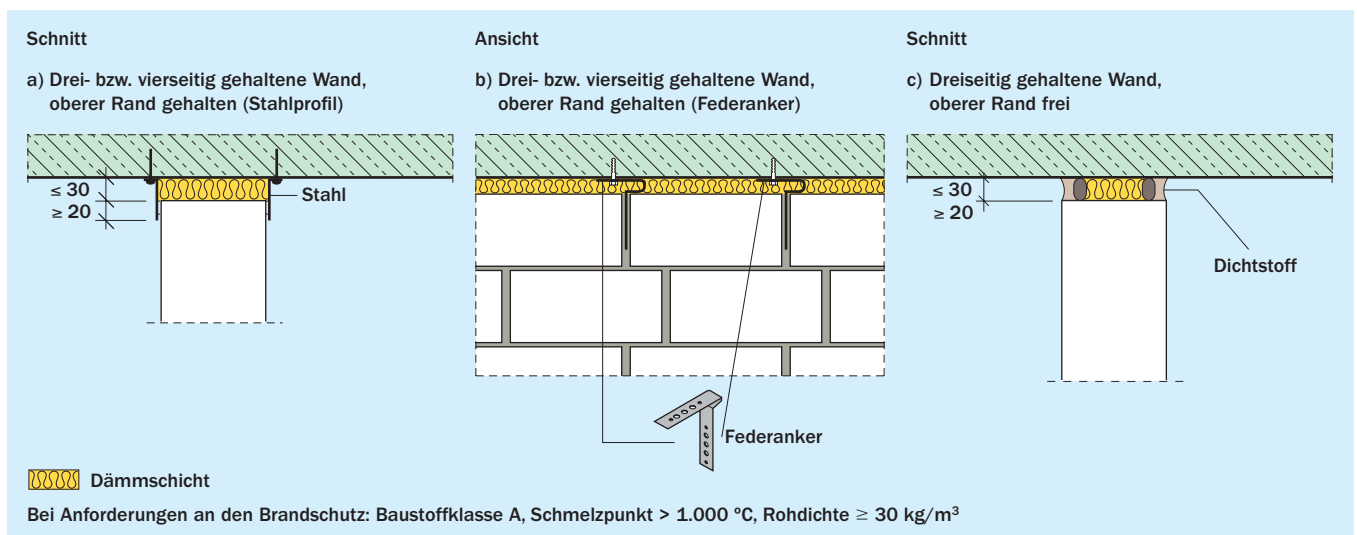 Schnitt
a) Drei- bzw. vierseitig gehaltene Wand,
oberer Rand gehalten (Stahlprofil)
≤ 30
≥ 20
Stahl
Ansicht
b) Drei- bzw. vierseitig gehaltene Wand,
oberer Rand gehalten (Federanker)
Federanker
Schnitt
c) Dreiseitig gehaltene Wand,
oberer Rand frei
≤ 30
≥ 20
Dichtstoff
Dämmschicht
Bei Anforderungen an den Brandschutz: Baustoffklasse A, Schmelzpunkt > 1.000 ºC, Rohdichte ≥ 30 kg/m³